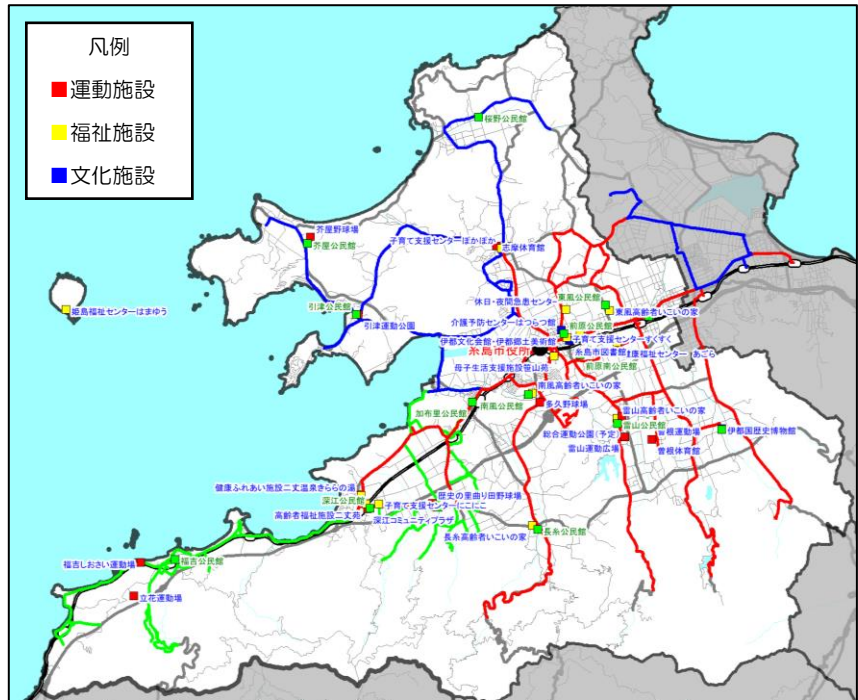 凡例
運動施設
福祉施設
文化施設
桜野公民館
芥屋野球場
芥屋公民館
子育て支援センターぽかぽか
志摩体育館
姫島福祉センターはまゆう
引津公民館
引津運動公園
休日・夜間急患センター
東風公民館
東風高齢者いこいの家
介護予防センターはつらつ館
前原公民館
子育て支援センターすくすく
伊都文化会館・伊都郷土美術館
糸島市役所
糸島市図書館
康福祉センター・あごら
母子生活支援施設笹山苑
前原南公民館
南風高齢者いこいの家
加布里公民館
南風公民館
多久野球場
雷山高齢者いこいの家
雷山公民館
曽根運動場
伊都国歴史博物館
総合運動公園(予定)
雷山運動広場
曽根体育館
健康ふれあい施設二丈温泉きららの湯
深江公民館
子育て支援センターにこにこ
歴史の里曲り田野球場
高齢者福祉施設二丈苑
深江コミュニティプラザ
長糸高齢者いこいの家
長糸公民館
福吉しおさい運動場
福吉公民館
立花運動場